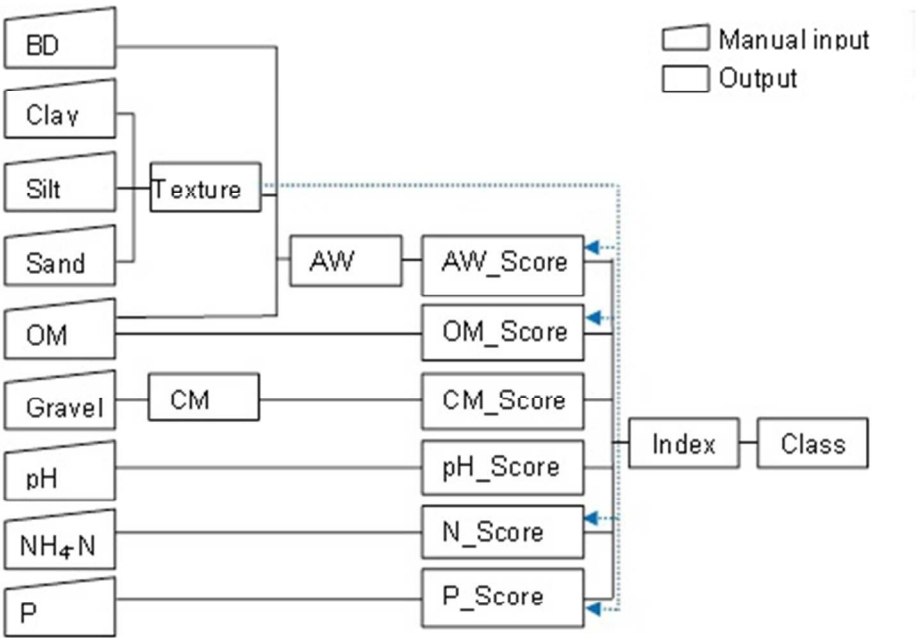 BD
Manual input
Output
Clay
Silt
Texture
Sand
AW
AW_Score
OM
OM_Score
Gravel
CM
CM_Score
Index
Class
pH
pH_Score
NH₄-N
N_Score
P
P_Score